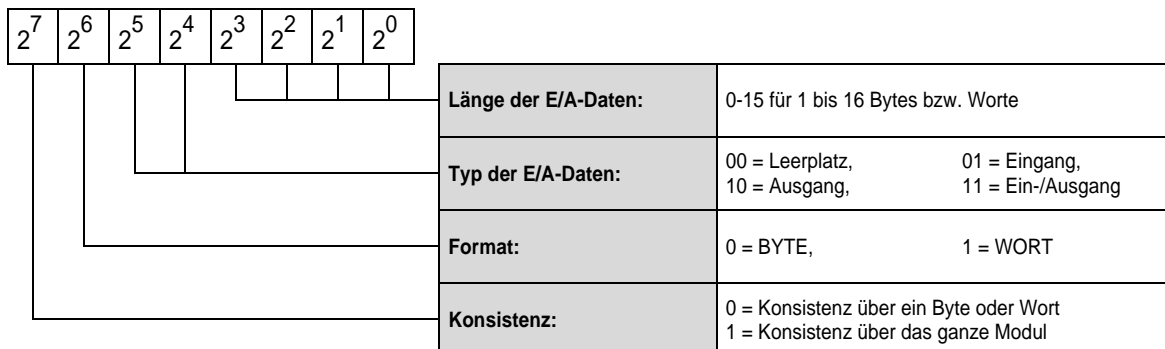 2^7 2^6 2^5 2^4 2^3 2^2 2^1 2^0
Länge der E/A-Daten: 0-15 für 1 bis 16 Bytes bzw. Worte
Typ der E/A-Daten: 00 = Leerplatz, 01 = Eingang,
10 = Ausgang, 11 = Ein-/Ausgang
Format: 0 = BYTE, 1 = WORT
Konsistenz: 0 = Konsistenz über ein Byte oder Wort
1 = Konsistenz über das ganze Modul